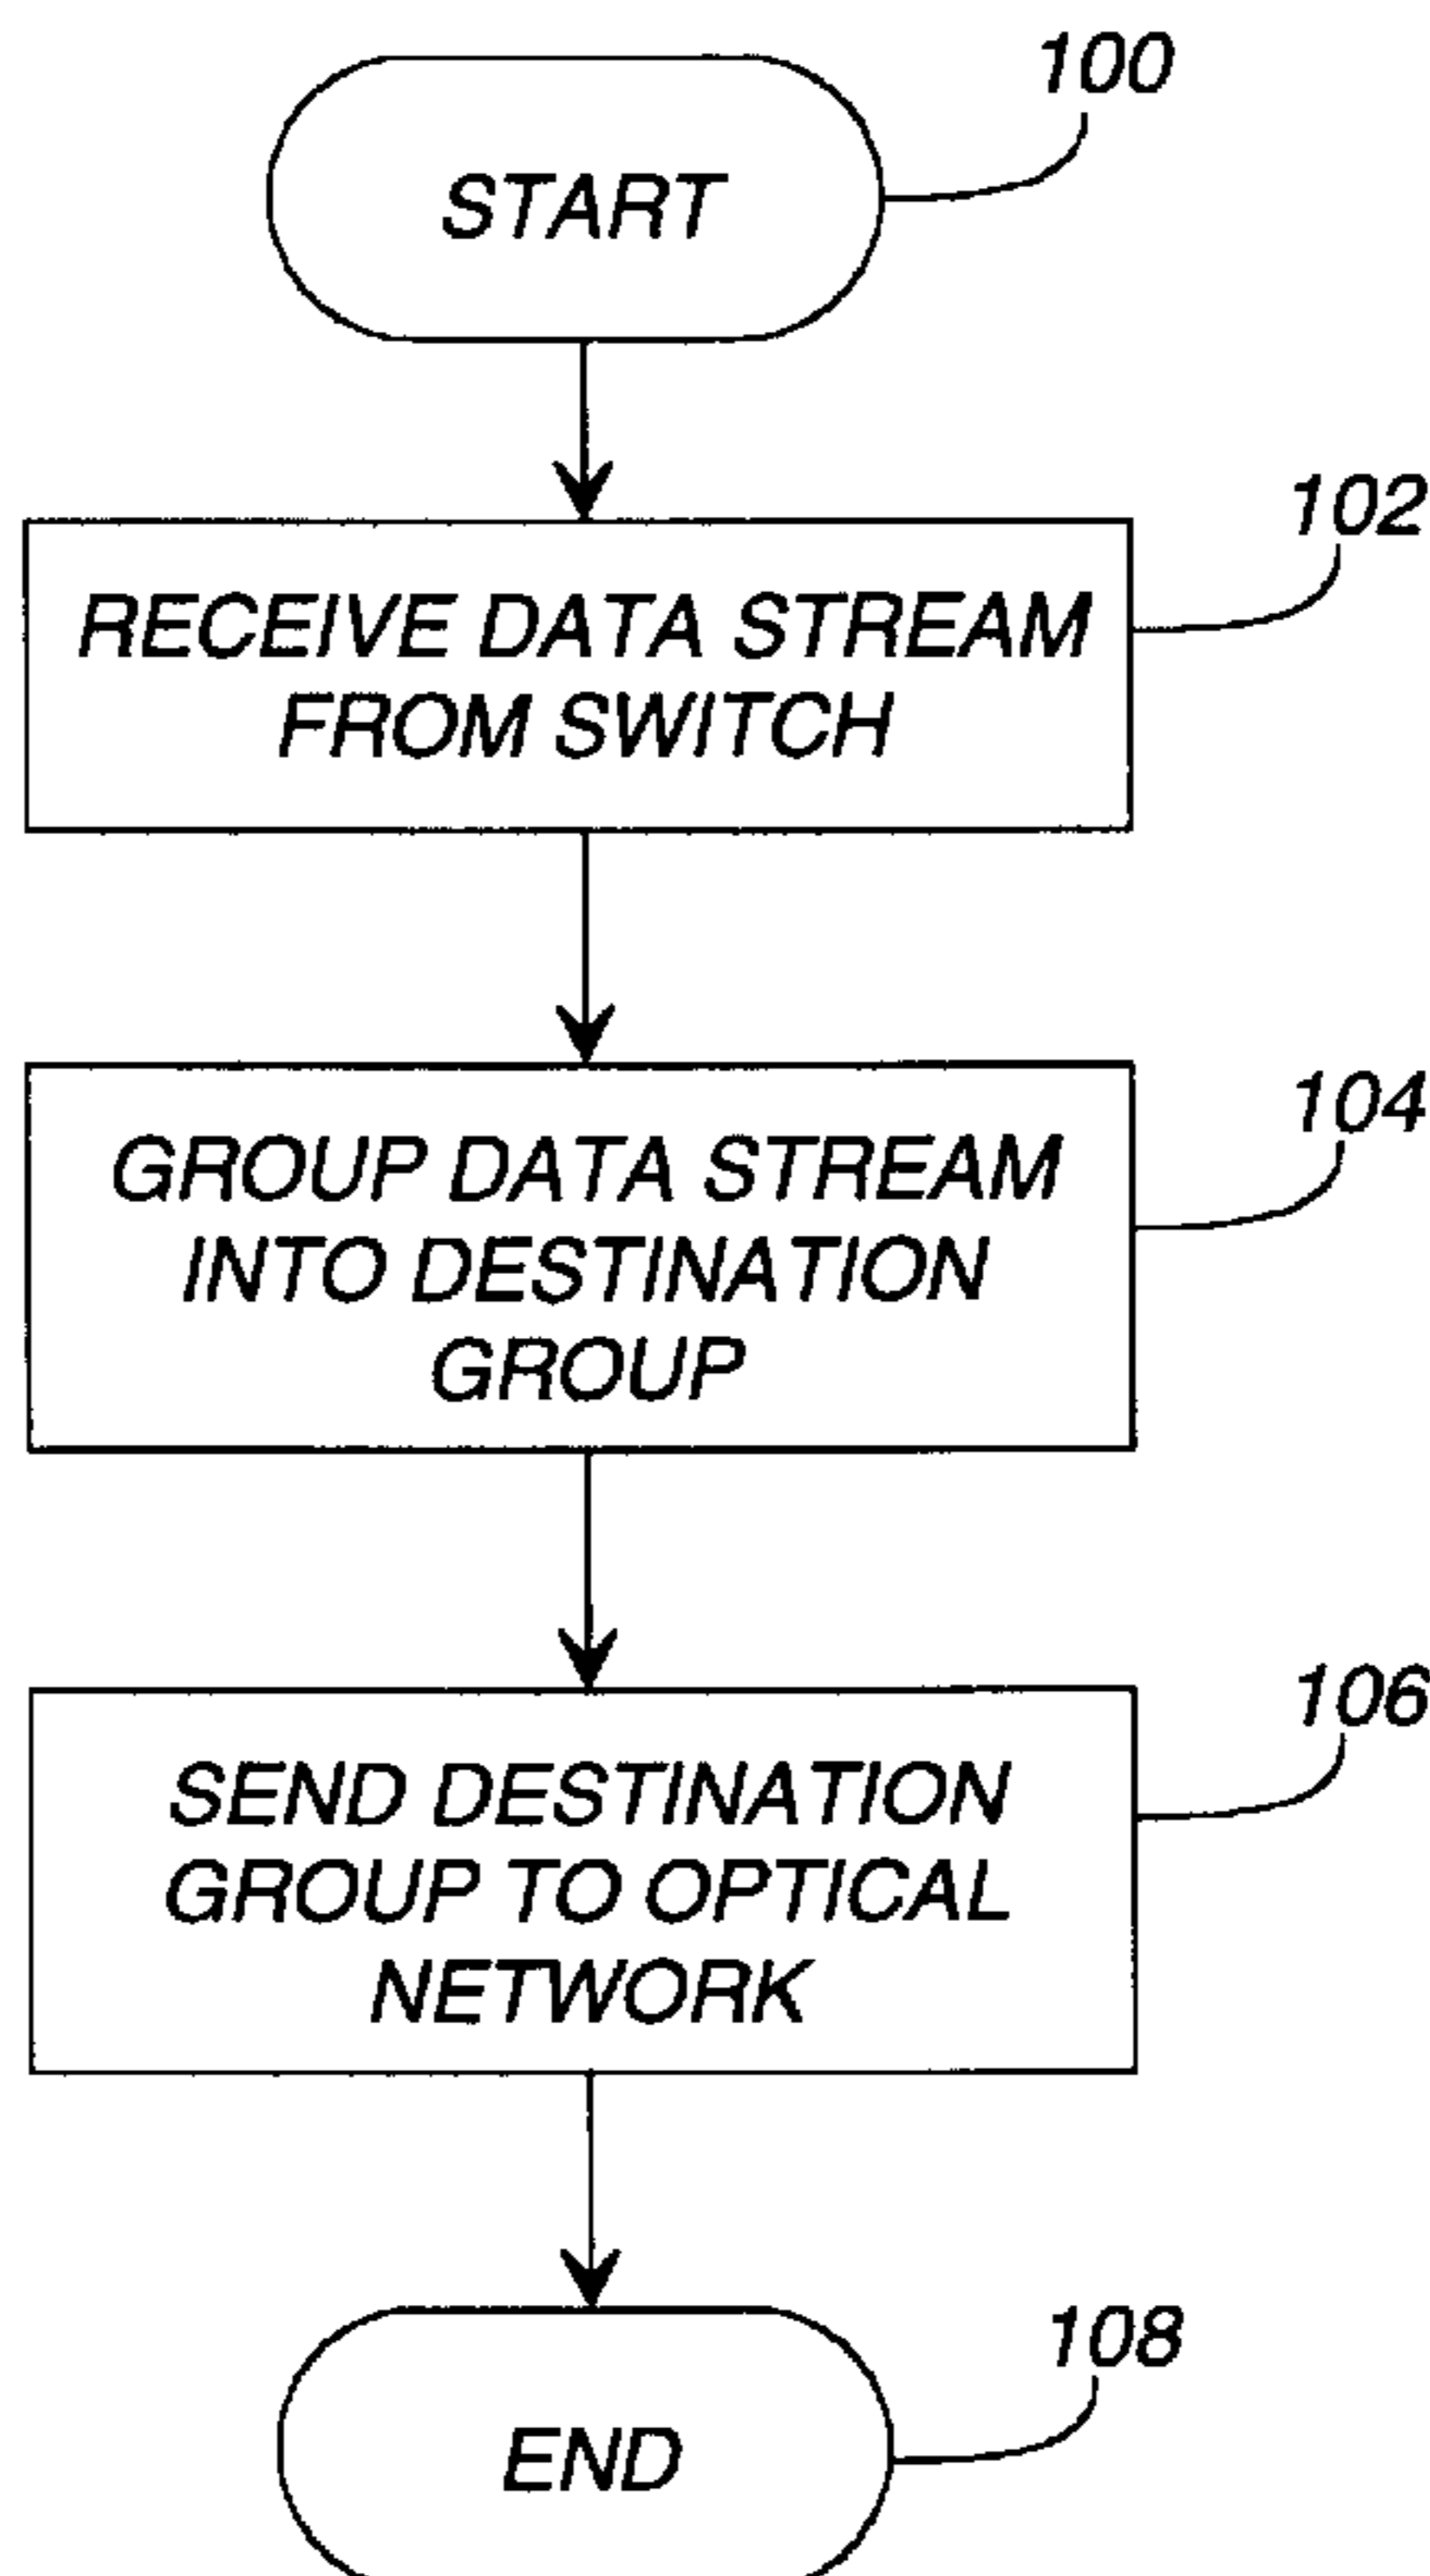 100
START
102
RECEIVE DATA STREAM
FROM SWITCH
104
GROUP DATA STREAM
INTO DESTINATION
GROUP
106
SEND DESTINATION
GROUP TO OPTICAL
NETWORK
108
END